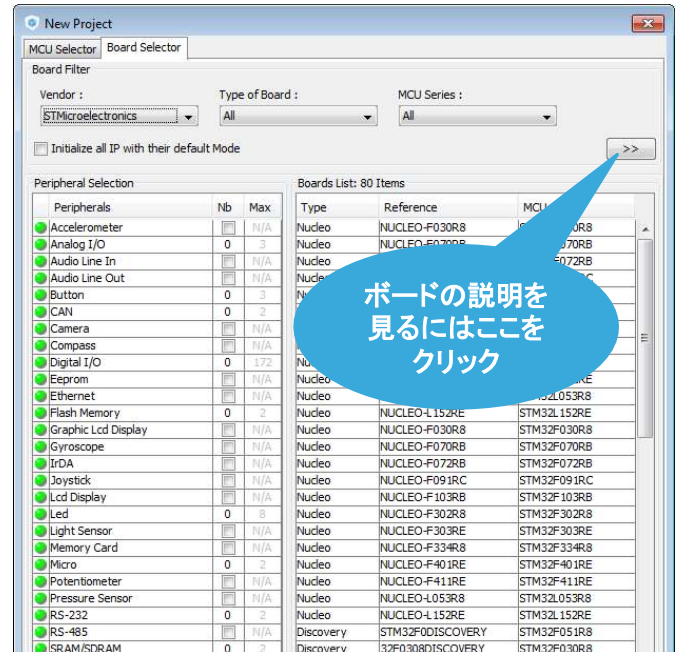 New Project
MCU Selector Board Selector
Board Filter
Vendor : Type of Board : MCU Series :
STMicroelectronics All All
Initialize all IP with their default Mode >>
Peripheral Selection Boards List: 80 Items
Peripherals Nb Max Type Reference MCU
Accelerometer N/A Nucleo NUCLEO-F030R8
Analog I/O 0 3 Nucleo NUCLEO-F070RB
Audio Line In N/A
Audio Line Out N/A
Button 0 3
CAN 0 2
Camera N/A
Compass N/A
Digital I/O 0 172
Eeprom N/A Nucleo
Ethernet N/A Nucleo
Flash Memory 0 2 Nucleo NUCLEO-L152RE STM32L152RE
Graphic Lcd Display N/A Nucleo NUCLEO-F030R8 STM32F030R8
Gyroscope N/A Nucleo NUCLEO-F070RB STM32F070RB
IrDA N/A Nucleo NUCLEO-F072RB STM32F072RB
Joystick N/A Nucleo NUCLEO-F091RC STM32F091RC
Lcd Display N/A Nucleo NUCLEO-F103RB STM32F103RB
Led 0 8 Nucleo NUCLEO-F302R8 STM32F302R8
Light Sensor N/A Nucleo NUCLEO-F303RE STM32F303RE
Memory Card N/A Nucleo NUCLEO-F334R8 STM32F334R8
Micro 0 2 Nucleo NUCLEO-F401RE STM32F401RE
Potentiometer N/A Nucleo NUCLEO-F411RE STM32F411RE
Pressure Sensor N/A Nucleo NUCLEO-L053R8 STM32L053R8
RS-232 0 2 Nucleo NUCLEO-L152RE STM32L152RE
RS-485 N/A Discovery STM32F0DISCOVERY STM32F051R8
SRAM/SDRAM 0 2 Discovery 32F0308DISCOVERY STM32F030R8
ボードの説明を
見るにはここを
クリック